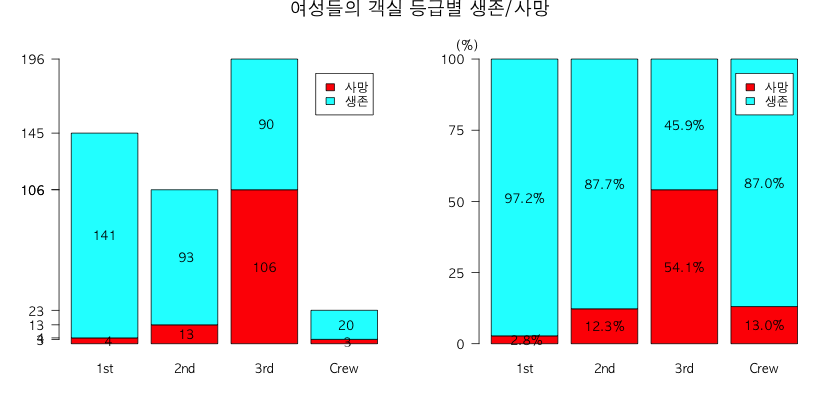 여성들의 객실 등급별 생존/사망
196
145
106
23
13
4
3
사망
생존
141
4
93
13
90
106
20
3
1st
2nd
3rd
Crew
(%)
100
75
50
25
0
사망
생존
97.2%
2.8%
87.7%
12.3%
45.9%
54.1%
87.0%
13.0%
1st
2nd
3rd
Crew